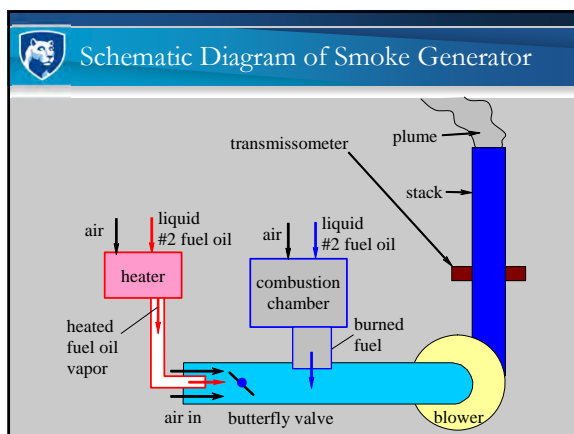 Schematic Diagram of Smoke Generator
plume
transmissometer
stack
air
liquid
#2 fuel oil
air
liquid
#2 fuel oil
heater
combustion
chamber
heated
fuel oil
vapor
burned
fuel
air in
butterfly valve
blower